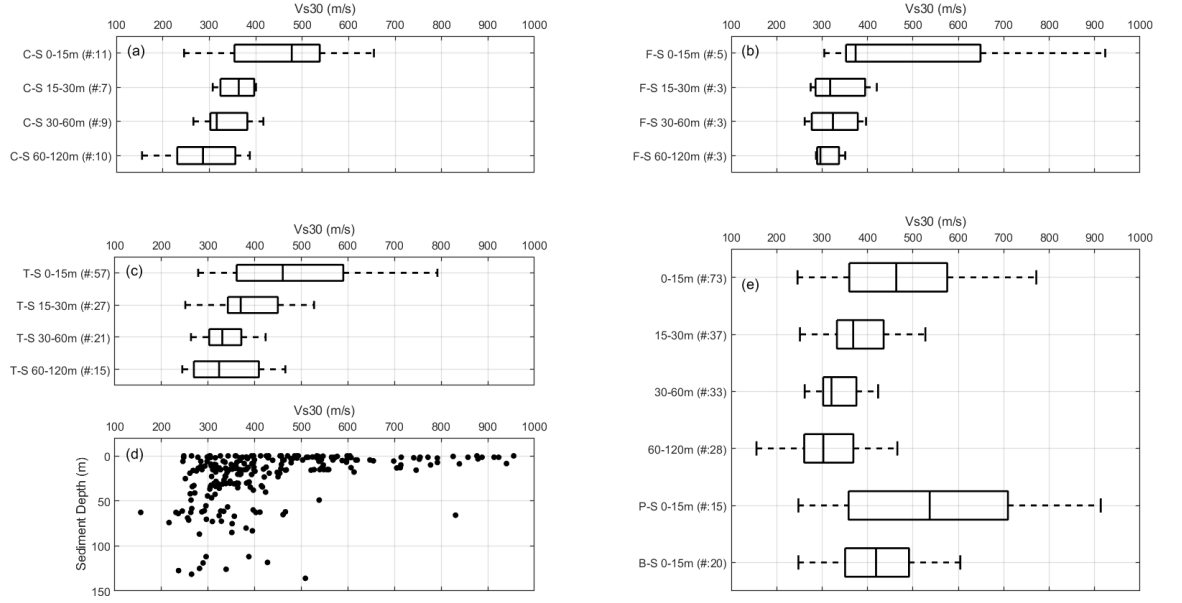 Vs30 (m/s)
100 200 300 400 500 600 700 800 900 1000
(a)
C-S 0-15m (#:11)
C-S 15-30m (#:7)
C-S 30-60m (#:9)
C-S 60-120m (#:10)
Vs30 (m/s)
100 200 300 400 500 600 700 800 900 1000
(b)
F-S 0-15m (#:5)
F-S 15-30m (#:3)
F-S 30-60m (#:3)
F-S 60-120m (#:3)
Vs30 (m/s)
100 200 300 400 500 600 700 800 900 1000
(c)
T-S 0-15m (#:57)
T-S 15-30m (#:27)
T-S 30-60m (#:21)
T-S 60-120m (#:15)
Vs30 (m/s)
100 200 300 400 500 600 700 800 900 1000
(d)
Sediment Depth (m)
0
50
100
150
Vs30 (m/s)
100 200 300 400 500 600 700 800 900 1000
(e)
0-15m (#:73)
15-30m (#:37)
30-60m (#:33)
60-120m (#:28)
P-S 0-15m (#:15)
B-S 0-15m (#:20)